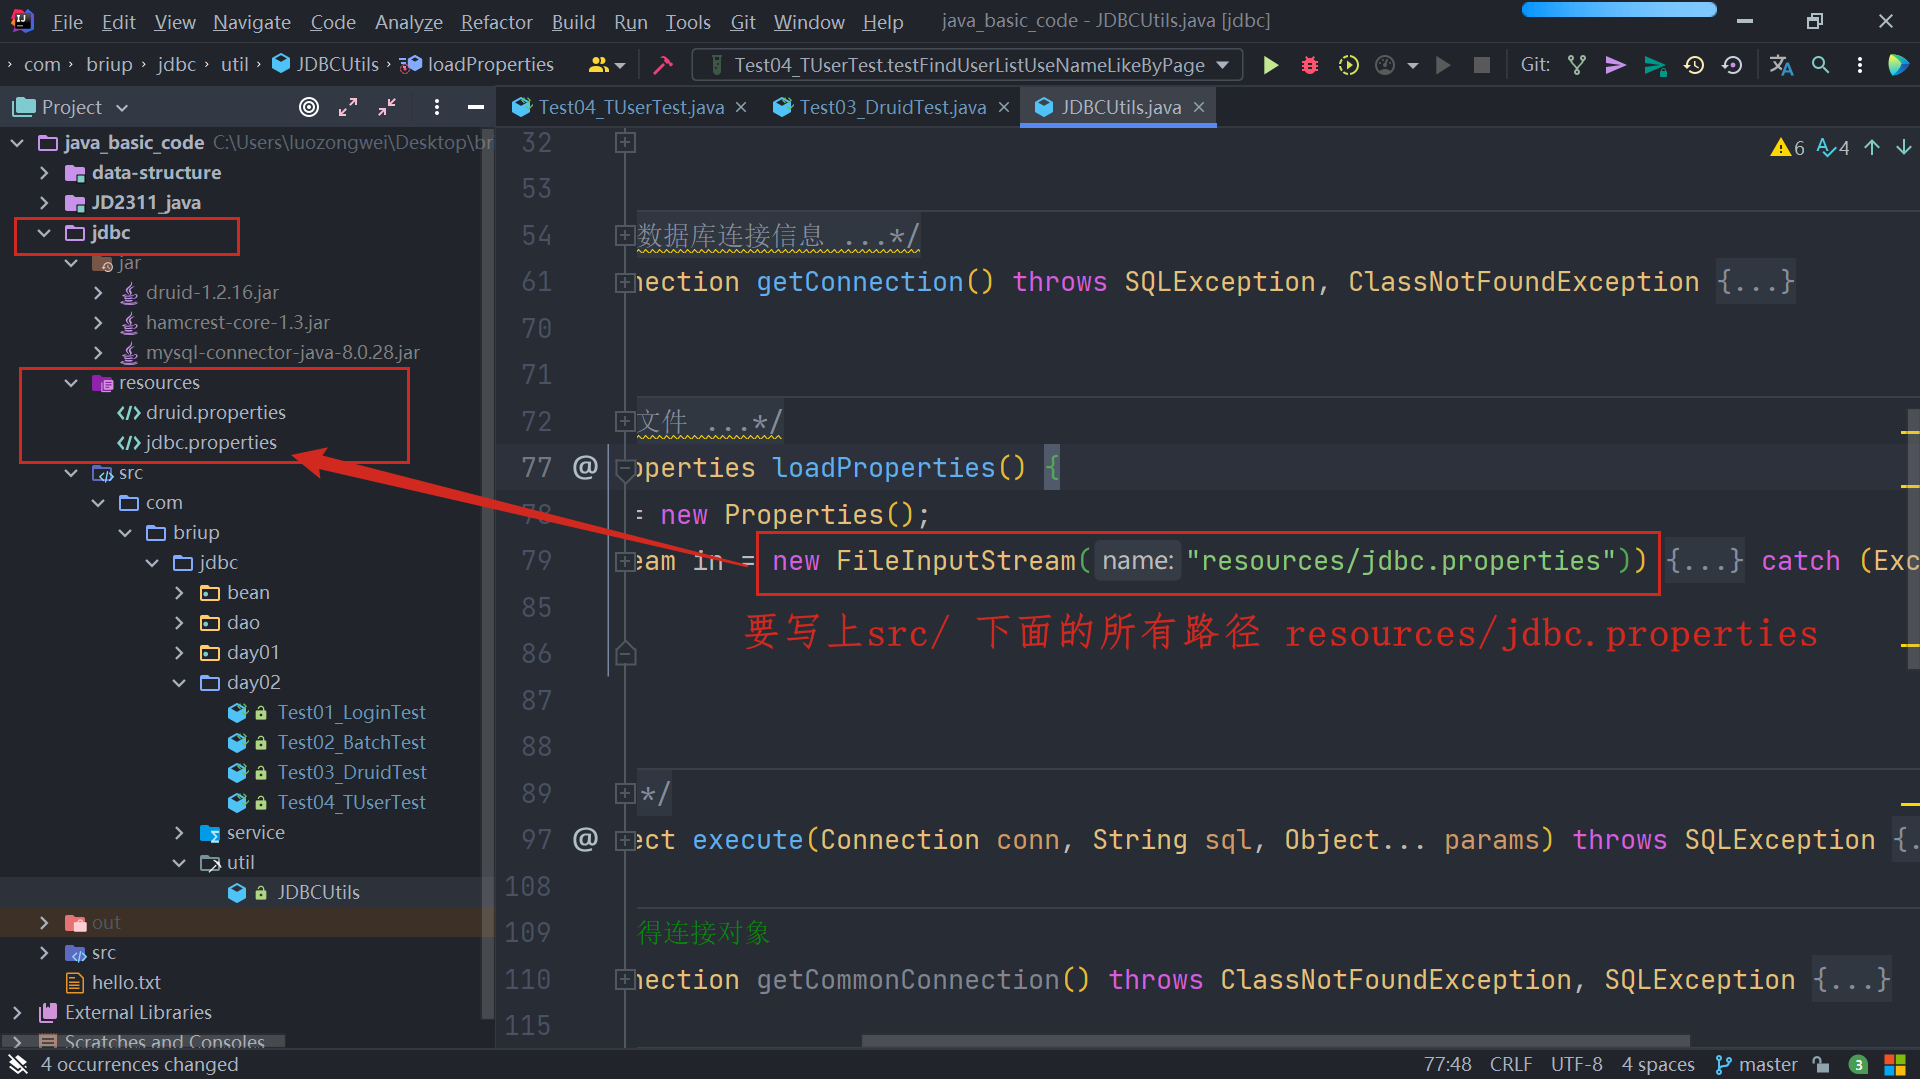 File Edit View Navigate Code Analyze Refactor Build Run Tools Git Window Help java_basic_code - JDBCUtils.java [jdbc]
com briup jdbc util JDBCUtils loadProperties Test04_TUserTest.testFindUserListUseNameLikeByPage Git:
Project
Test04_TUserTest.java Test03_DruidTest.java JDBCUtils.java
java_basic_code C:\Users\luozongwei\Desktop\br
data-structure
JD2311_java
jdbc
jar
druid-1.2.16.jar
hamcrest-core-1.3.jar
mysql-connector-java-8.0.28.jar
resources
druid.properties
jdbc.properties
src
com
briup
jdbc
bean
dao
day01
day02
Test01_LoginTest
Test02_BatchTest
Test03_DruidTest
Test04_TUserTest
service
util
JDBCUtils
out
src
hello.txt
External Libraries
Scratches and Consoles
6 4
32
53
54 数据库连接信息 ...*/
61 nection getConnection() throws SQLException, ClassNotFoundException {...}
70
71
72 文件 ...*/
77 @ operties loadProperties() {
78 = new Properties();
79 eam in = new FileInputStream( name: "resources/jdbc.properties")) {...} catch (Exc
85
要写上src/ 下面的所有路径 resources/jdbc.properties
86
87
88
89 */
97 @ ect execute(Connection conn, String sql, Object... params) throws SQLException {..
108
109 得连接对象
110 nection getCommonConnection() throws ClassNotFoundException, SQLException {...}
115
4 occurrences changed 77:48 CRLF UTF-8 4 spaces master 3